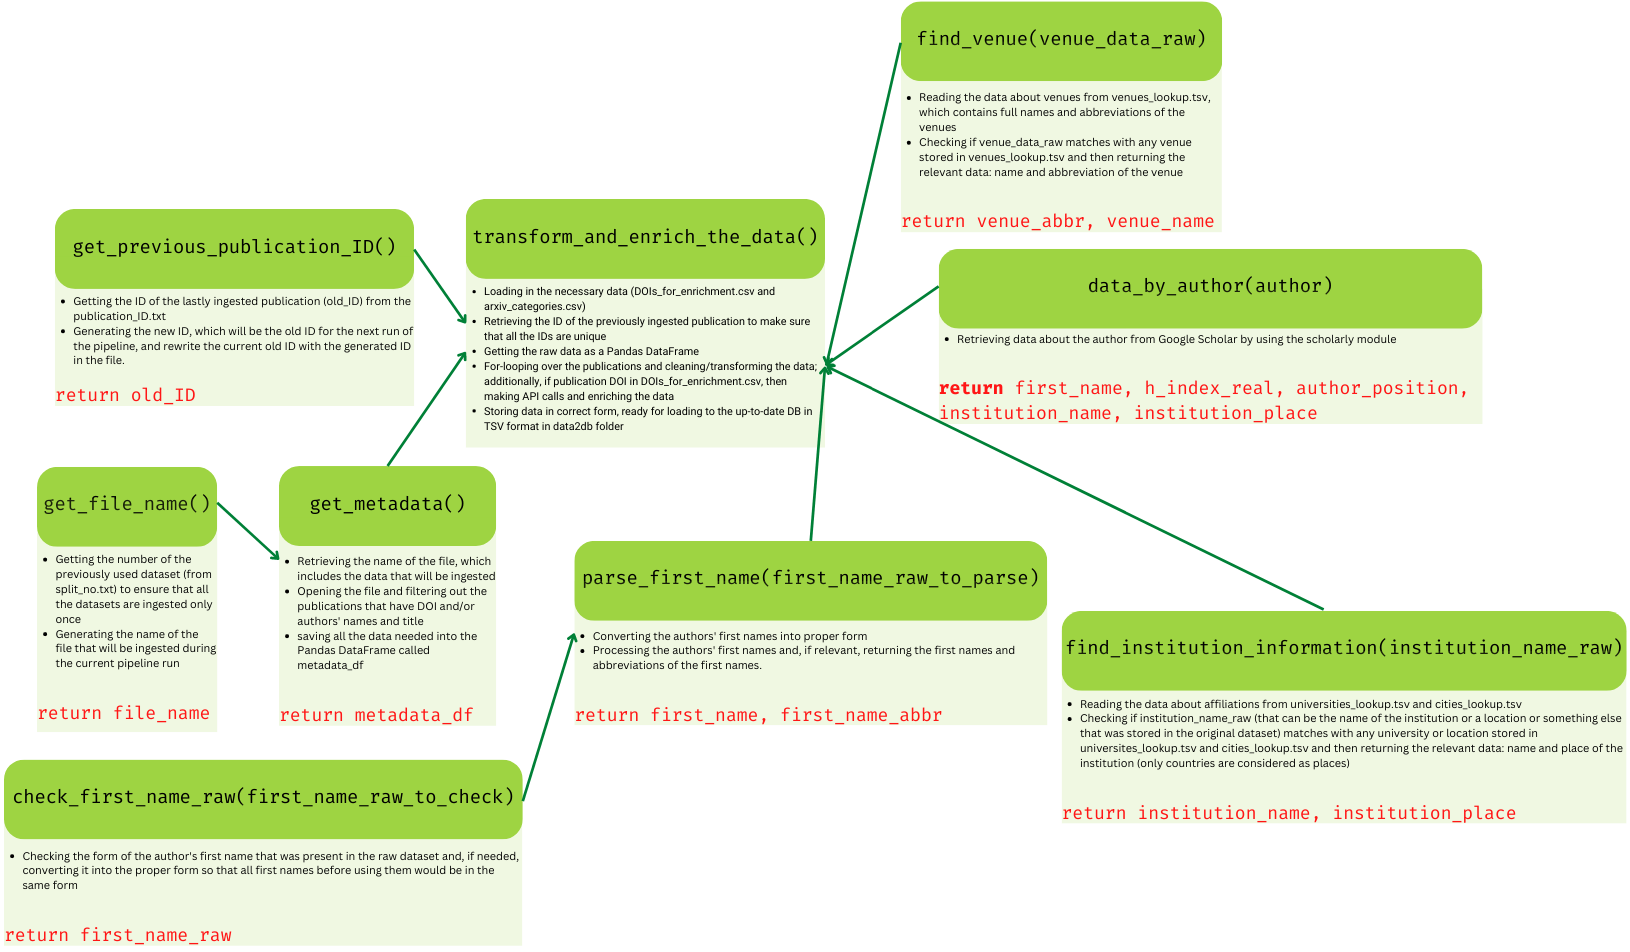 find_venue(venue_data_raw)
• Reading the data about venues from venues_lookup.tsv,
which contains full names and abbreviations of the
venues
• Checking if venue_data_raw matches with any venue
stored in venues_lookup.tsv and then returning the
relevant data: name and abbreviation of the venue
return venue_abbr, venue_name
get_previous_publication_ID()
• Getting the ID of the lastly ingested publication (old_ID) from the
publication_ID.txt
• Generating the new ID, which will be the old ID for the next run of
the pipeline, and rewrite the current old ID with the generated ID
in the file.
return old_ID
transform_and_enrich_the_data()
• Loading in the necessary data (DOIs_for_enrichment.csv and
arxiv_categories.csv)
• Retrieving the ID of the previously ingested publication to make sure
that all the IDs are unique
• Getting the raw data as a Pandas DataFrame
• For-looping over the publications and cleaning/transforming the data;
additionally, if publication DOI in DOIs_for_enrichment.csv, then
making API calls and enriching the data
• Storing data in correct form, ready for loading to the up-to-date DB in
TSV format in data2db folder
data_by_author(author)
• Retrieving data about the author from Google Scholar by using the scholarly module
return first_name, h_index_real, author_position,
institution_name, institution_place
get_file_name()
• Getting the number of the
previously used dataset (from
split_no.txt) to ensure that all
the datasets are ingested only
once
• Generating the name of the
file that will be ingested during
the current pipeline run
return file_name
get_metadata()
• Retrieving the name of the file, which
includes the data that will be ingested
• Opening the file and filtering out the
publications that have DOI and/or
authors' names and title
• saving all the data needed into the
Pandas DataFrame called
metadata_df
return metadata_df
parse_first_name(first_name_raw_to_parse)
• Converting the authors' first names into proper form
• Processing the authors' first names and, if relevant, returning the first names and
abbreviations of the first names.
return first_name, first_name_abbr
find_institution_information(institution_name_raw)
• Reading the data about affiliations from universities_lookup.tsv and cities_lookup.tsv
• Checking if institution_name_raw (that can be the name of the institution or a location or something else
that was stored in the original dataset) matches with any university or location stored in
universites_lookup.tsv and cities_lookup.tsv and then returning the relevant data: name and place of the
institution (only countries are considered as places)
return institution_name, institution_place
check_first_name_raw(first_name_raw_to_check)
• Checking the form of the author's first name that was present in the raw dataset and, if needed,
converting it into the proper form so that all first names before using them would be in the
same form
return first_name_raw